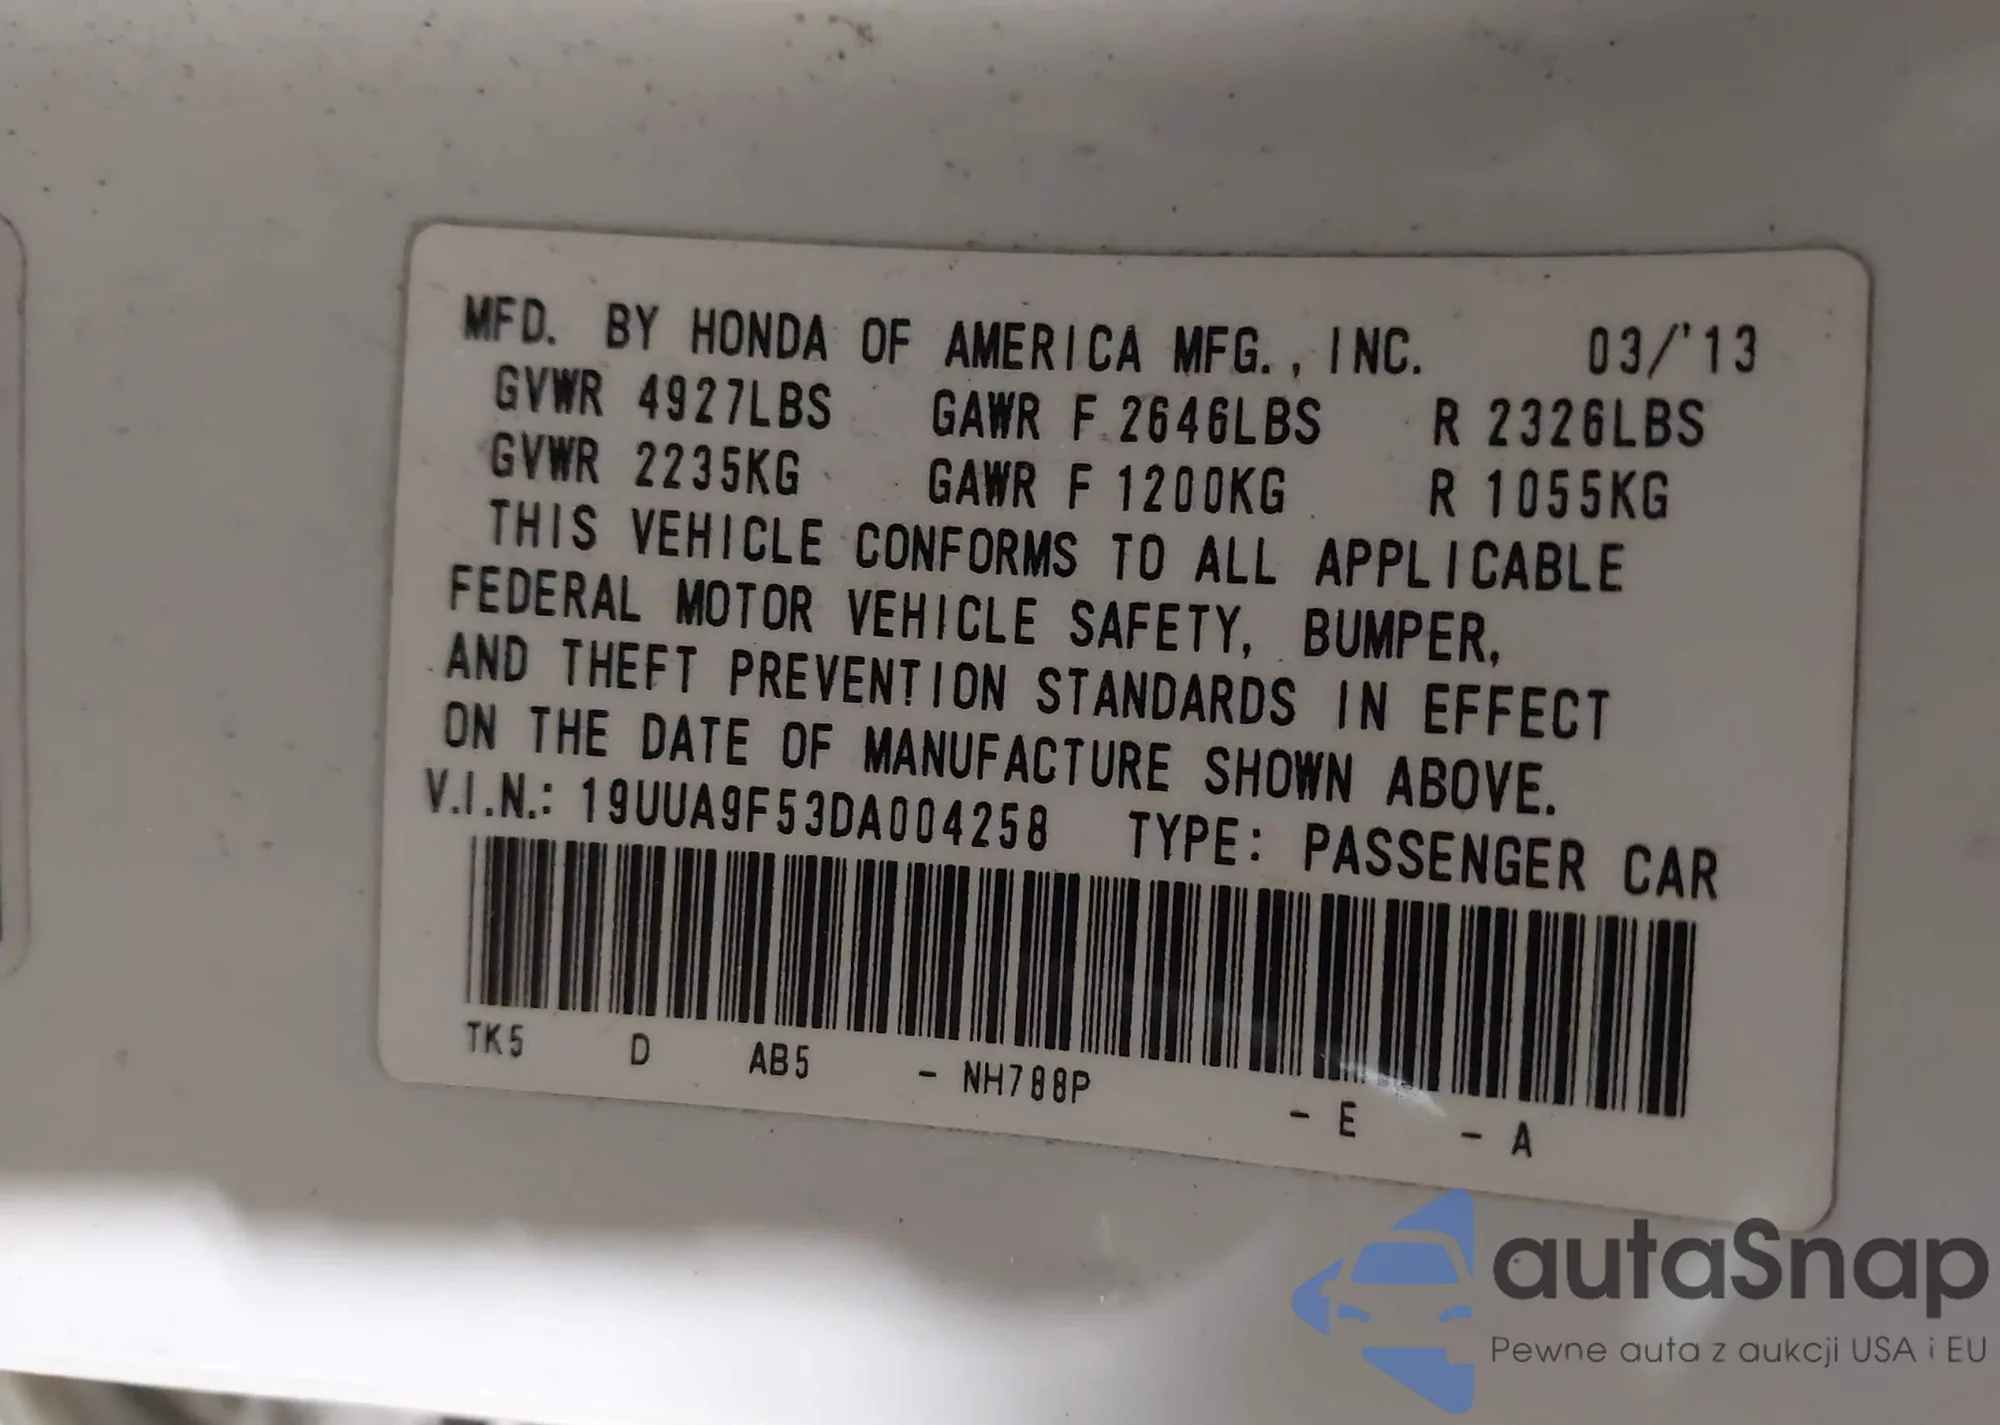 MFD. BY HONDA OF AMERICA MFG., INC. 03/'13
GVWR 4927LBS GAWR F 2646LBS R 2326LBS
GVWR 2235KG GAWR F 1200KG R 1055KG
THIS VEHICLE CONFORMS TO ALL APPLICABLE
FEDERAL MOTOR VEHICLE SAFETY, BUMPER,
AND THEFT PREVENTION STANDARDS IN EFFECT
ON THE DATE OF MANUFACTURE SHOWN ABOVE.
V.I.N.: 19UUA9F53DA004258 TYPE: PASSENGER CAR
TK5 D AB5 - NH788P - E - A
autaSnap
Pewne auta z aukcji USA i EU